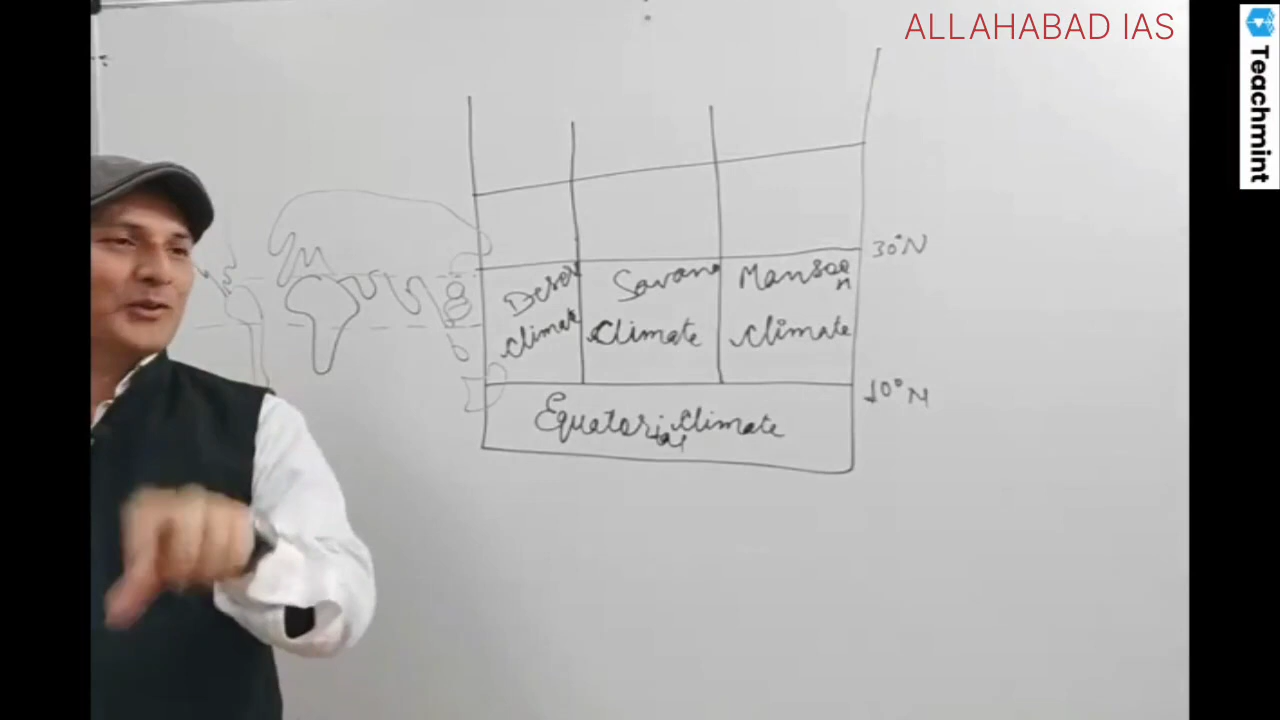 ALLAHABAD IAS
Teachmint
30°N
Desert Savana Mansoon
climate Climate climate
10°N
Equatorial Climate